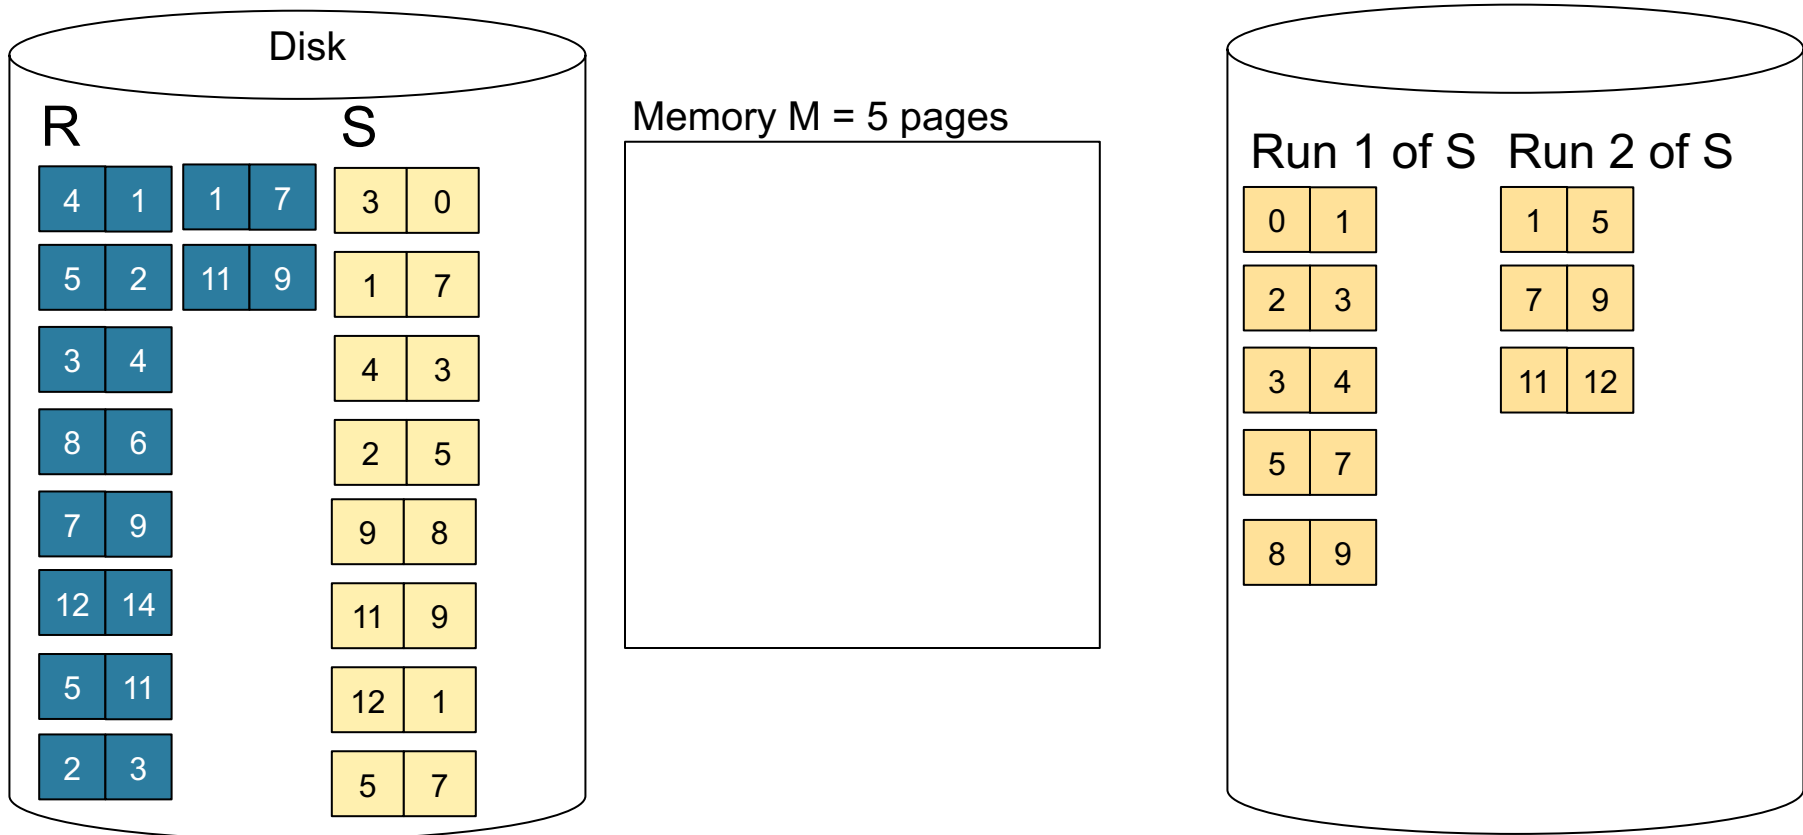 Disk
R
S
4 1 1 7
5 2 11 9
3 4
8 6
7 9
12 14
5 11
2 3
3 0
1 7
4 3
2 5
9 8
11 9
12 1
5 7
Memory M = 5 pages
Run 1 of S
0 1
2 3
3 4
5 7
8 9
Run 2 of S
1 5
7 9
11 12